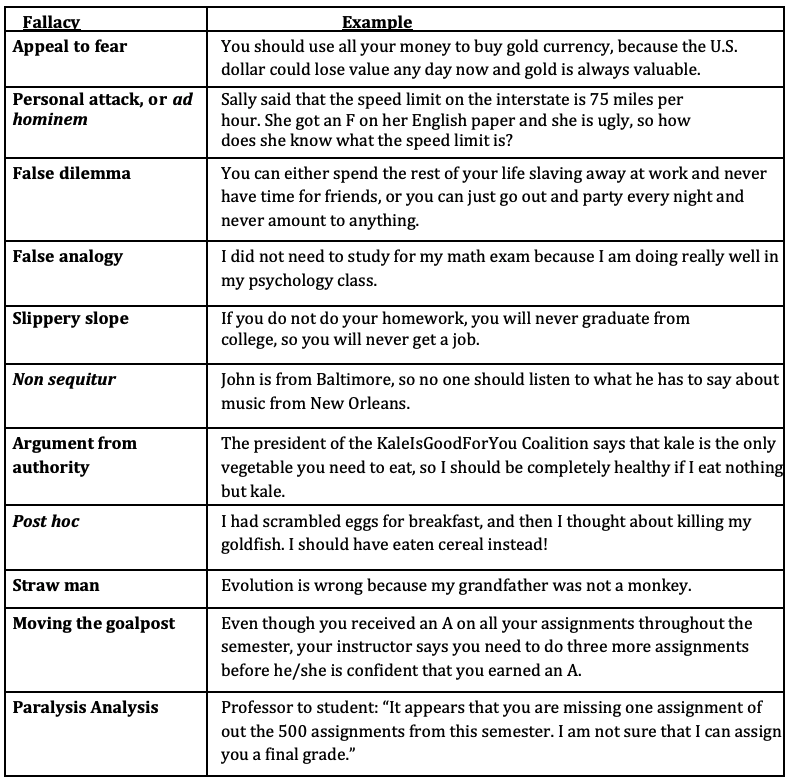 Fallacy Example
Appeal to fear You should use all your money to buy gold currency, because the U.S.
dollar could lose value any day now and gold is always valuable.
Personal attack, or ad Sally said that the speed limit on the interstate is 75 miles per
hominem hour. She got an F on her English paper and she is ugly, so how
does she know what the speed limit is?
False dilemma You can either spend the rest of your life slaving away at work and never
have time for friends, or you can just go out and party every night and
never amount to anything.
False analogy I did not need to study for my math exam because I am doing really well in
my psychology class.
Slippery slope If you do not do your homework, you will never graduate from
college, so you will never get a job.
Non sequitur John is from Baltimore, so no one should listen to what he has to say about
music from New Orleans.
Argument from The president of the KaleIsGoodForYou Coalition says that kale is the only
authority vegetable you need to eat, so I should be completely healthy if I eat nothing
but kale.
Post hoc I had scrambled eggs for breakfast, and then I thought about killing my
goldfish. I should have eaten cereal instead!
Straw man Evolution is wrong because my grandfather was not a monkey.
Moving the goalpost Even though you received an A on all your assignments throughout the
semester, your instructor says you need to do three more assignments
before he/she is confident that you earned an A.
Paralysis Analysis Professor to student: “It appears that you are missing one assignment of
out the 500 assignments from this semester. I am not sure that I can assign
you a final grade.”